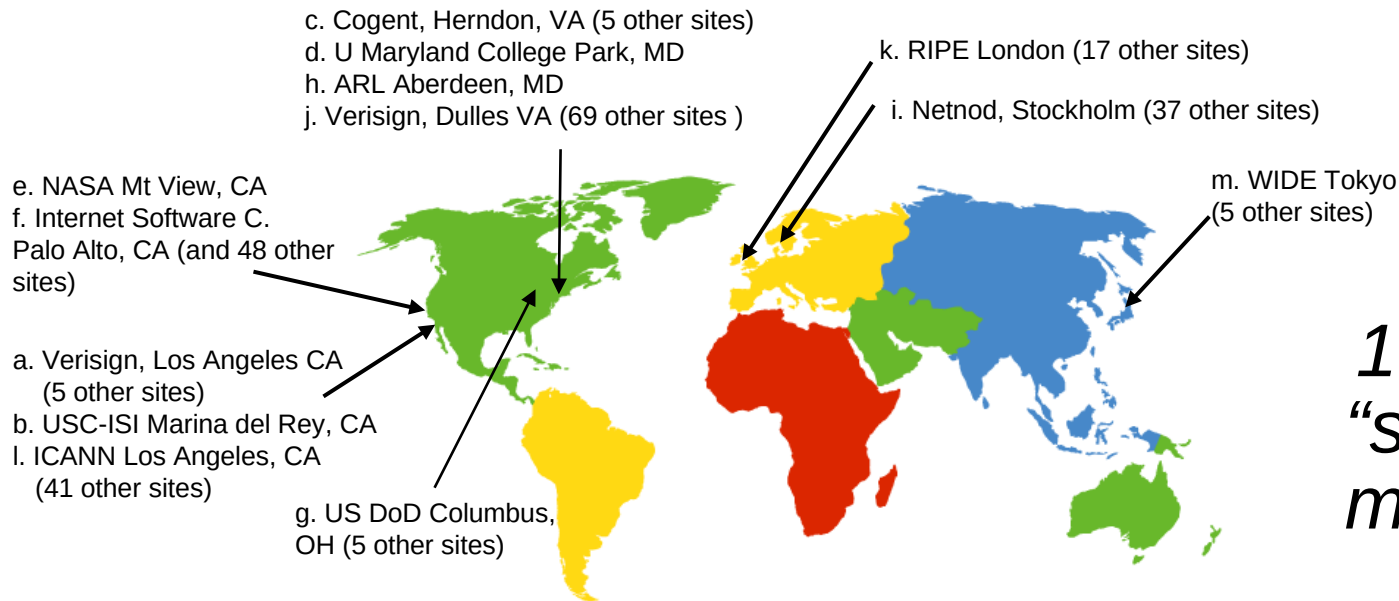 c. Cogent, Herndon, VA (5 other sites)
d. U Maryland College Park, MD
h. ARL Aberdeen, MD
j. Verisign, Dulles VA (69 other sites )
k. RIPE London (17 other sites)
i. Netnod, Stockholm (37 other sites)
e. NASA Mt View, CA
f. Internet Software C.
Palo Alto, CA (and 48 other
sites)
m. WIDE Tokyo
(5 other sites)
a. Verisign, Los Angeles CA
(5 other sites)
b. USC-ISI Marina del Rey, CA
l. ICANN Los Angeles, CA
(41 other sites)
g. US DoD Columbus,
OH (5 other sites)
1
“s
m